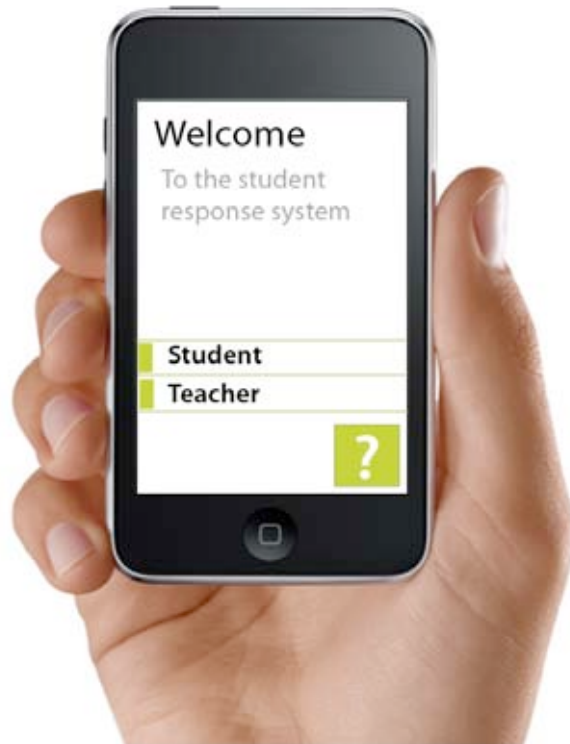 Welcome
To the student
response system
Student
Teacher
?